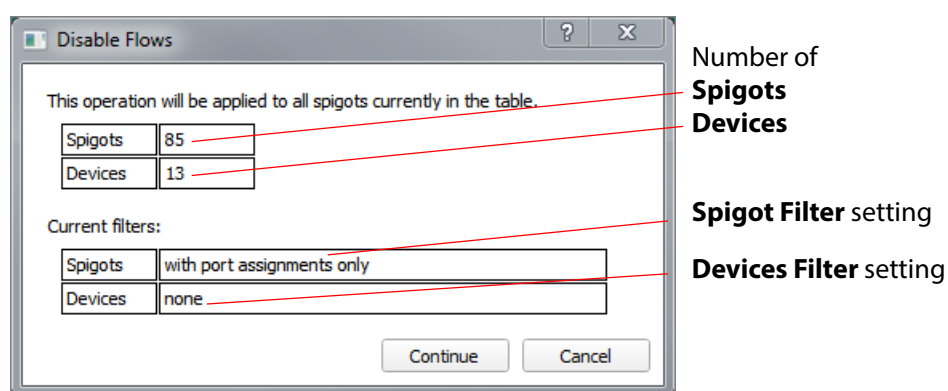 Disable Flows
?
This operation will be applied to all spigots currently in the table.
Spigots 85
Devices 13
Current filters:
Spigots with port assignments only
Devices none
Continue Cancel
Number of
Spigots
Devices
Spigot Filter setting
Devices Filter setting